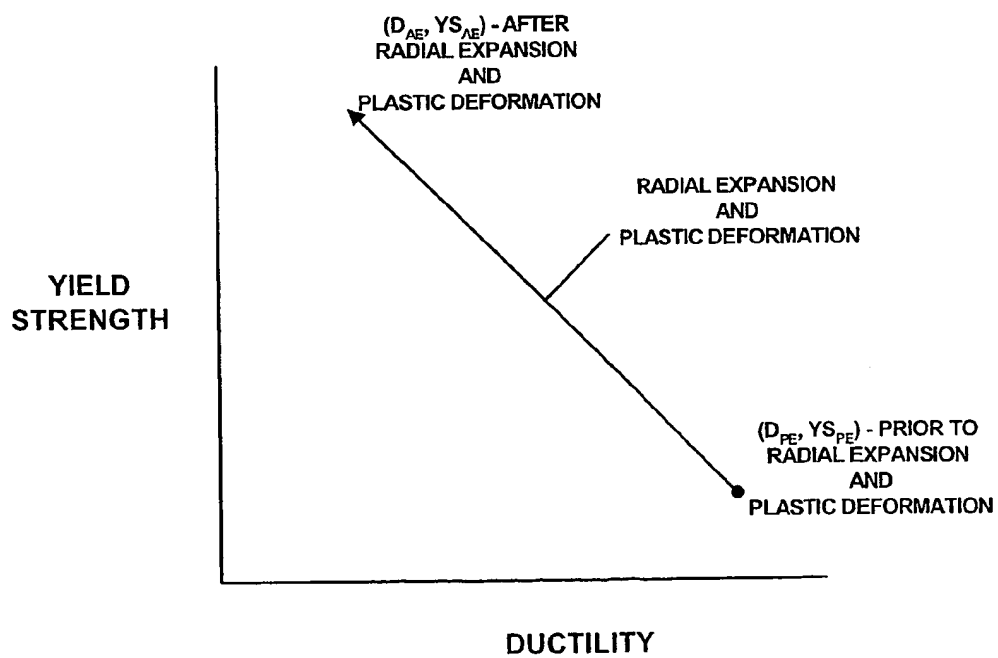 (D_AE, YS_AE) - AFTER
RADIAL EXPANSION
AND
PLASTIC DEFORMATION
RADIAL EXPANSION
AND
PLASTIC DEFORMATION
YIELD
STRENGTH
(D_PE, YS_PE) - PRIOR TO
RADIAL EXPANSION
AND
PLASTIC DEFORMATION
DUCTILITY